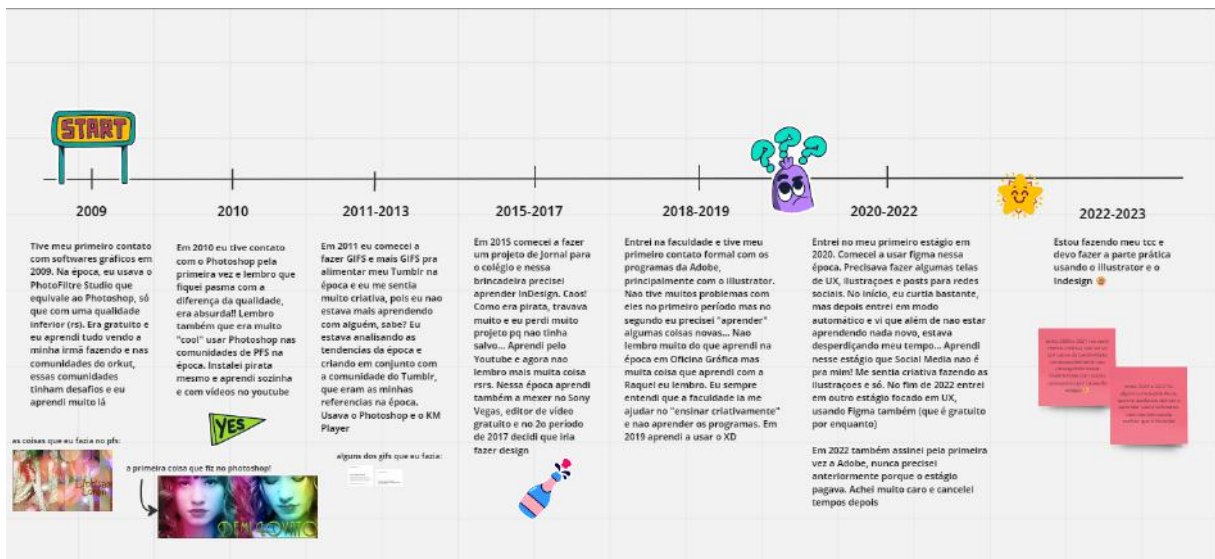 START
2009
Tive meu primeiro contato
com softwares gráficos em
2009. Na época, eu usava o
PhotoFiltre Studio que
equivale ao Photoshop, só
que com uma qualidade
inferior (rs). Era gratuito e
eu aprendi tudo vendo a
minha irmã fazendo e nas
comunidades do orkut,
essas comunidades
tinham desafios e eu
aprendi muito lá
as coisas que eu fazia no pfs:
2010
Em 2010 eu tive contato
com o Photoshop pela
primeira vez e lembro que
fiquei pasma com a
diferença da qualidade,
era absurda!! Lembro
também que era muito
"cool" usar Photoshop nas
comunidades de PFS na
época. Instalei pirata
mesmo e aprendi sozinha
e com vídeos no youtube
YES
a primeira coisa que fiz no photoshop!
DEMI LOVATO
2011-2013
Em 2011 eu comecei a
fazer GIFS e mais GIFS pra
alimentar meu Tumblr na
época e eu me sentia
muito criativa, pois eu nao
estava mais aprendendo
com alguém, sabe? Eu
estava analisando as
tendencias da época e
criando em conjunto com
a comunidade do Tumblr,
que eram as minhas
referencias na época.
Usava o Photoshop e o KM
Player
alguns dos gifs que eu fazia:
2015-2017
Em 2015 comecei a fazer
um projeto de Jornal para
o colégio e nessa
brincadeira precisei
aprender InDesign. Caos!
Como era pirata, travava
muito e eu perdi muito
projeto pq nao tinha
salvo... Aprendi pelo
Youtube e agora nao
lembro mais muita coisa
rsrs. Nessa época aprendi
também a mexer no Sony
Vegas, editor de vídeo
gratuito e no 2o período
de 2017 decidi que iria
fazer design
2018-2019
Entrei na faculdade e tive meu
primeiro contato formal com os
programas da Adobe,
principalmente com o illustrator.
Nao tive muitos problemas com
eles no primeiro período mas no
segundo eu precisei "aprender"
algumas coisas novas... Nao
lembro muito do que aprendi na
época em Oficina Gráfica mas
muita coisa que aprendi com a
Raquel eu lembro. Eu sempre
entendi que a faculdade ia me
ajudar no "ensinar criativamente"
e nao aprender os programas. Em
2019 aprendi a usar o XD
2020-2022
Entrei no meu primeiro estágio em
2020. Comecei a usar figma nessa
época. Precisava fazer algumas telas
de UX, ilustraçoes e posts para redes
sociais. No início, eu curtia bastante,
mas depois entrei em modo
automático e vi que além de nao estar
aprendendo nada novo, estava
desperdiçando meu tempo... Aprendi
nesse estágio que Social Media nao é
pra mim! Me sentia criativa fazendo as
ilustraçoes e só. No fim de 2022 entrei
em outro estágio focado em UX,
usando Figma também (que é gratuito
por enquanto)
Em 2022 também assinei pela primeira
vez a Adobe, nunca precisei
anteriormente porque o estágio
pagava. Achei muito caro e cancelei
tempos depois
2022-2023
Estou fazendo meu tcc e
devo fazer a parte prática
usando o illustrator e o
Indesign